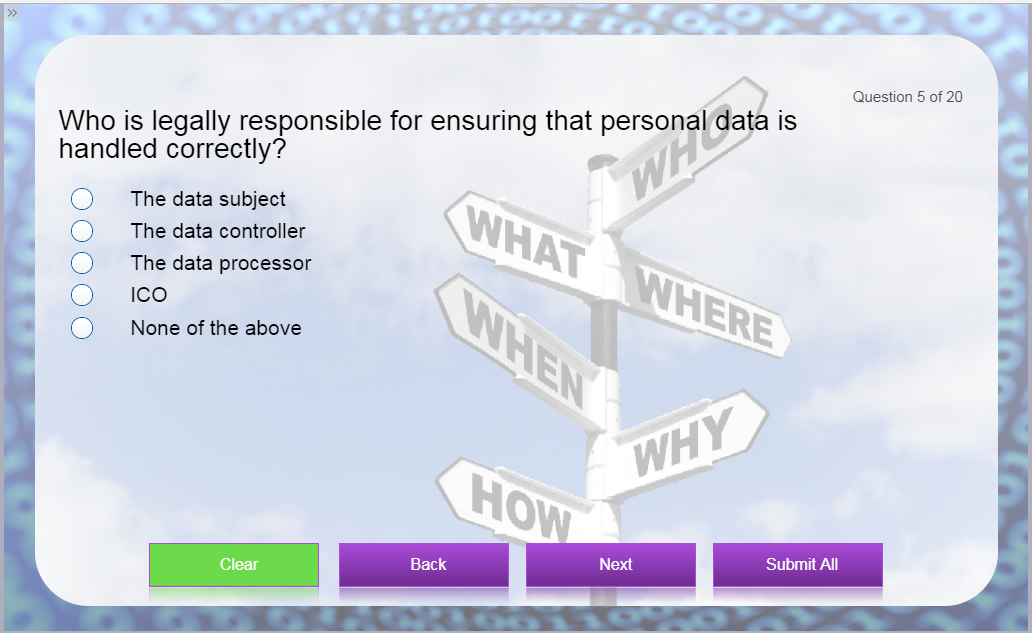 »
Question 5 of 20
Who is legally responsible for ensuring that personal data is
handled correctly?
The data subject
The data controller
The data processor
ICO
None of the above
WHO
WHAT
WHERE
WHEN
WHY
HOW
Clear
Back
Next
Submit All